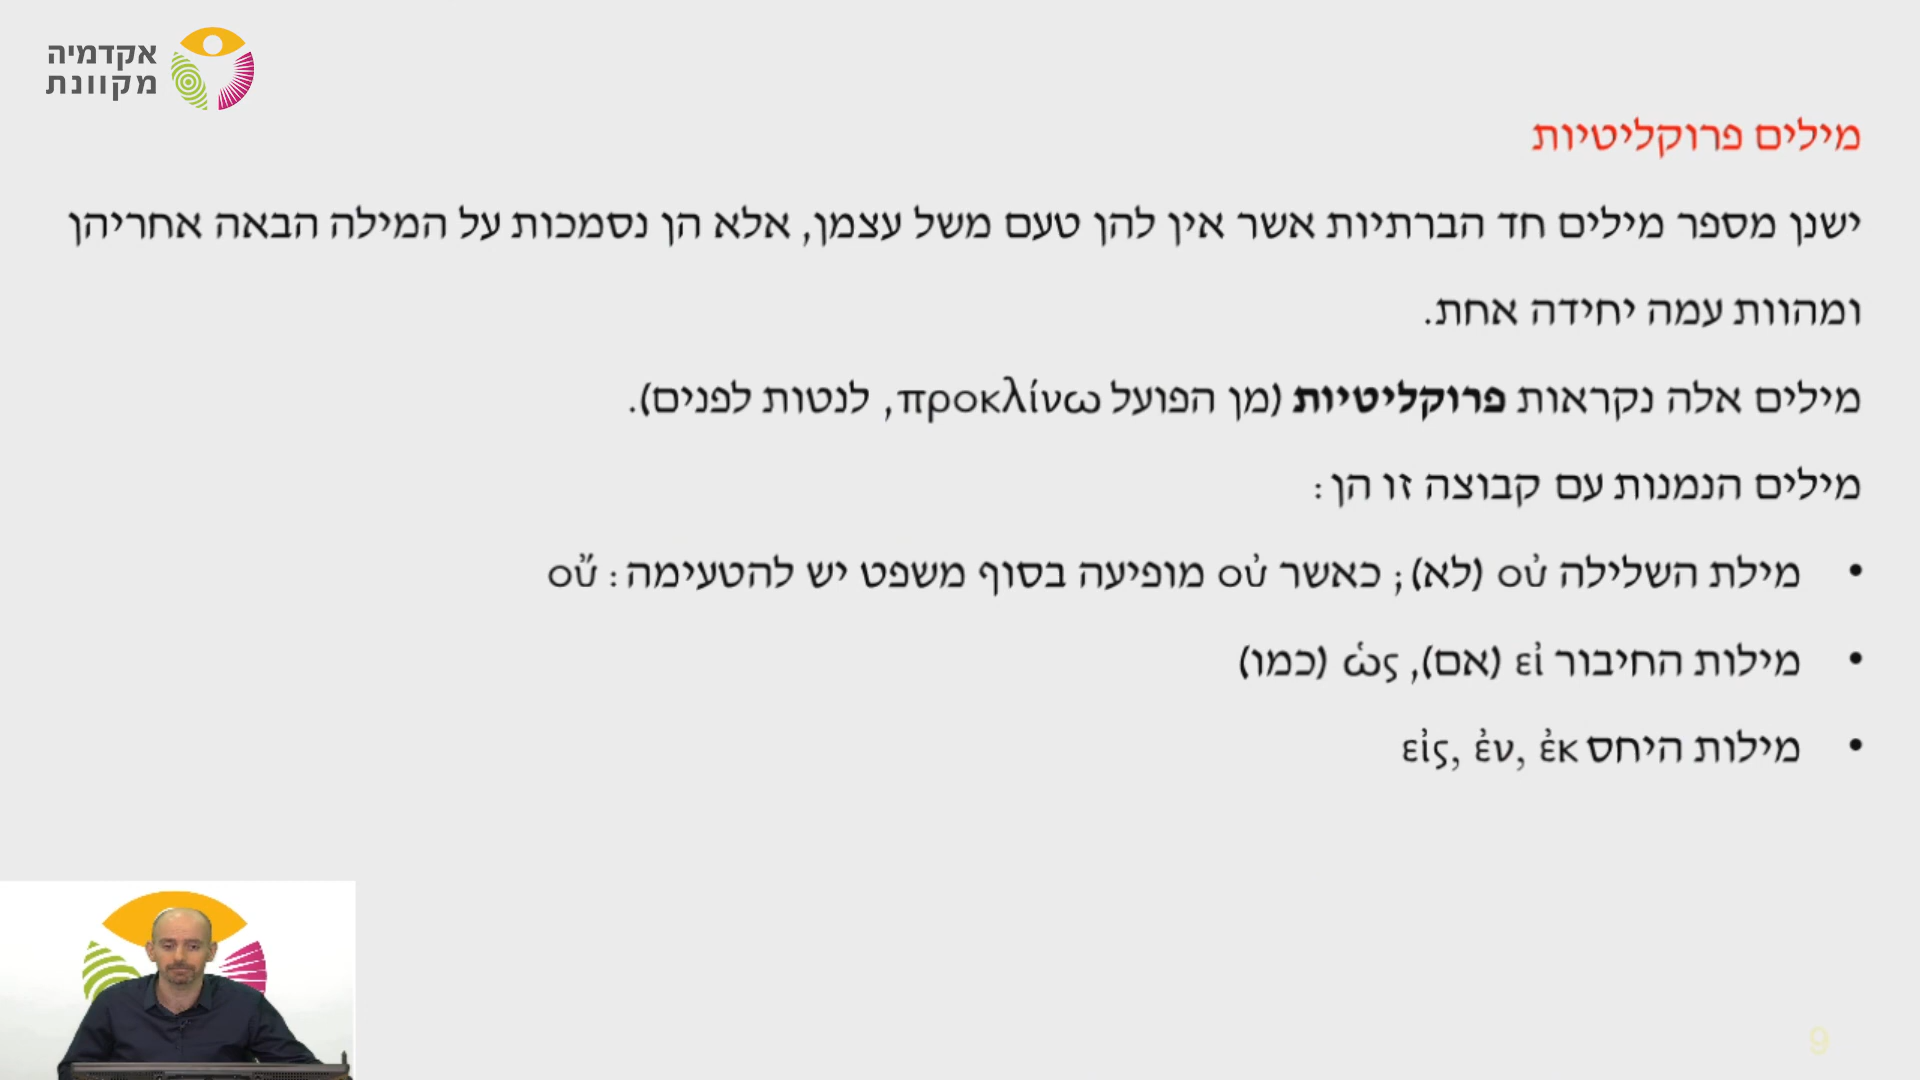 אקדמיה
מקוונת
מילים פרוקליטיות
ישנן מספר מילים חד הברתיות אשר אין להן טעם משל עצמן, אלא הן נסמכות על המילה הבאה אחריהן
ומהוות עמה יחידה אחת.
מילים אלה נקראות פרוקליטיות (מן הפועל προκλίνω, לנטות לפנים).
מילים הנמנות עם קבוצה זו הן:
• מילת השלילה οὐ (לא); כאשר οὐ מופיעה בסוף משפט יש להטעימה: οὔ
• מילות החיבור εἰ (אם), ὡς (כמו)
• מילות היחס εἰς, ἐν, ἐκ
9